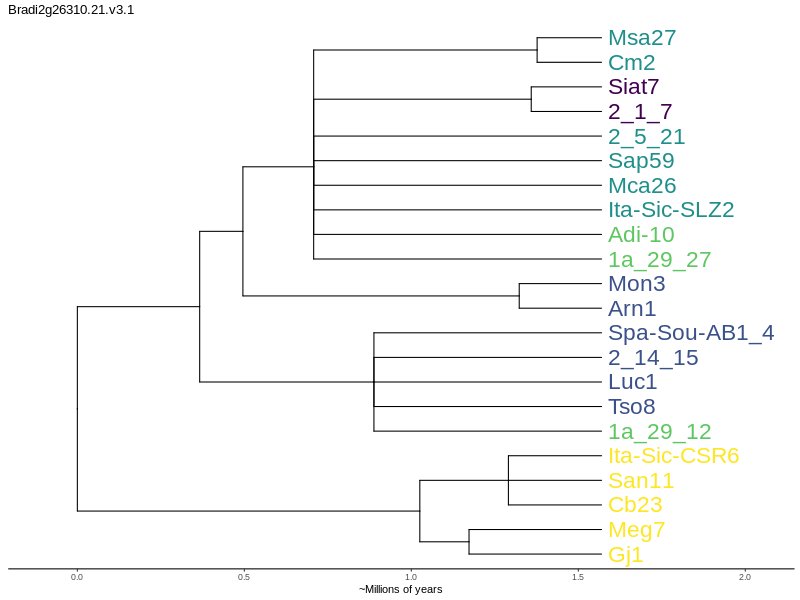 Bradi2g26310.21.v3.1
Msa27
Cm2
Siat7
2_1_7
2_5_21
Sap59
Mca26
Ita-Sic-SLZ2
Adi-10
1a_29_27
Mon3
Arn1
Spa-Sou-AB1_4
2_14_15
Luc1
Tso8
1a_29_12
Ita-Sic-CSR6
San11
Cb23
Meg7
Gj1
0.0 0.5 1.0 1.5 2.0
~Millions of years